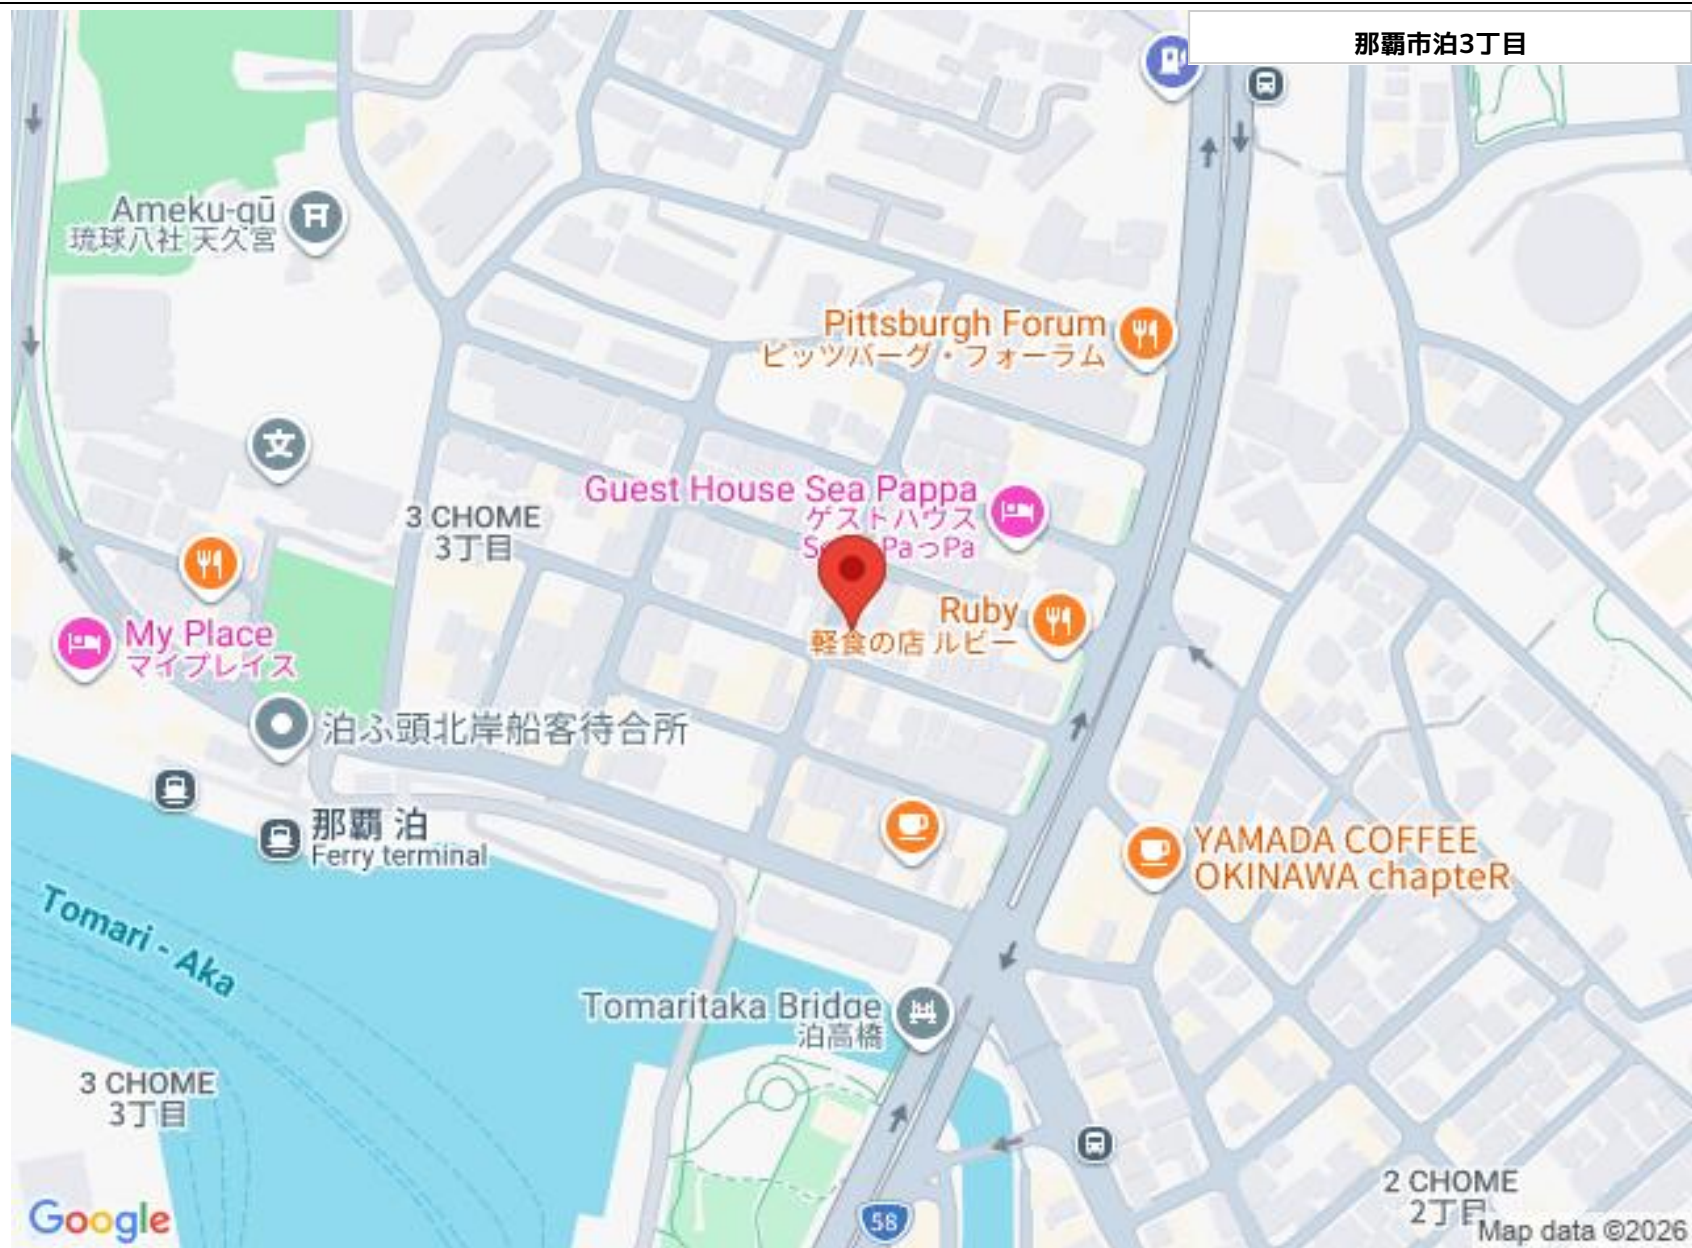 那覇市泊3丁目
Ameku-gū
琉球八社 天久宮
Pittsburgh Forum
ピッツバーグ・フォーラム
文
Guest House Sea Pappa
ゲストハウス
3 CHOME
3丁目
Ruby
軽食の店 ルビー
My Place
マイプレイス
泊ふ頭北岸船客待合所
那覇 泊
Ferry terminal
YAMADA COFFEE
OKINAWA chapteR
Tomari - Aka
Tomaritaka Bridge
泊高橋
3 CHOME
3丁目
2 CHOME
2丁目
58
Google
Map data ©2026